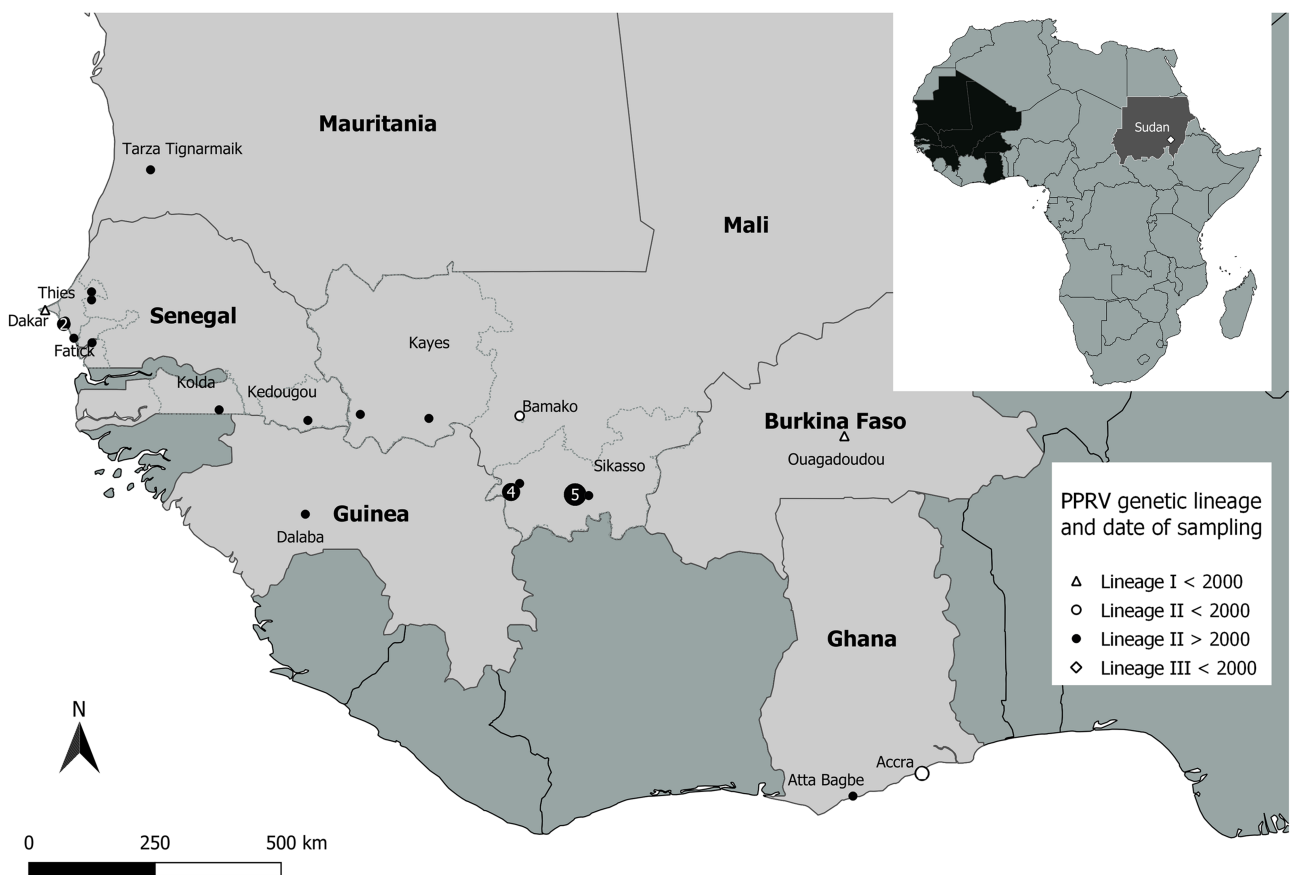 Mauritania
Tarza Tignarmaik
Sudan
Mali
Thies
Dakar
2
Senegal
Fatick
Kayes
Kolda
Kedougou
Bamako
Burkina Faso
Ouagadoudou
Sikasso
4
5
Guinea
Dalaba
PPRV genetic lineage
and date of sampling
Lineage I < 2000
Lineage II < 2000
Lineage II > 2000
Lineage III < 2000
Ghana
N
Accra
Atta Bagbe
0 250 500 km